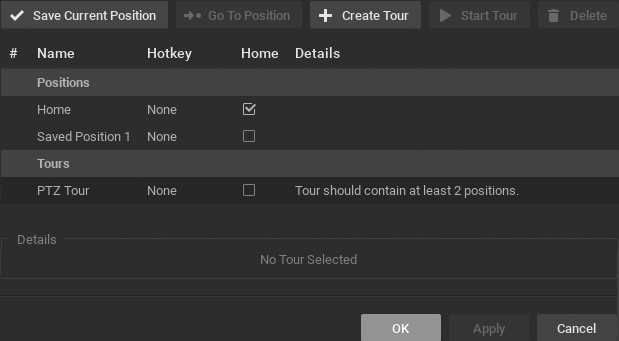 Save Current Position Go To Position Create Tour Start Tour Delete
# Name Hotkey Home Details
Positions
Home None
Saved Position 1 None
Tours
PTZ Tour None Tour should contain at least 2 positions.
Details
No Tour Selected
OK Apply Cancel